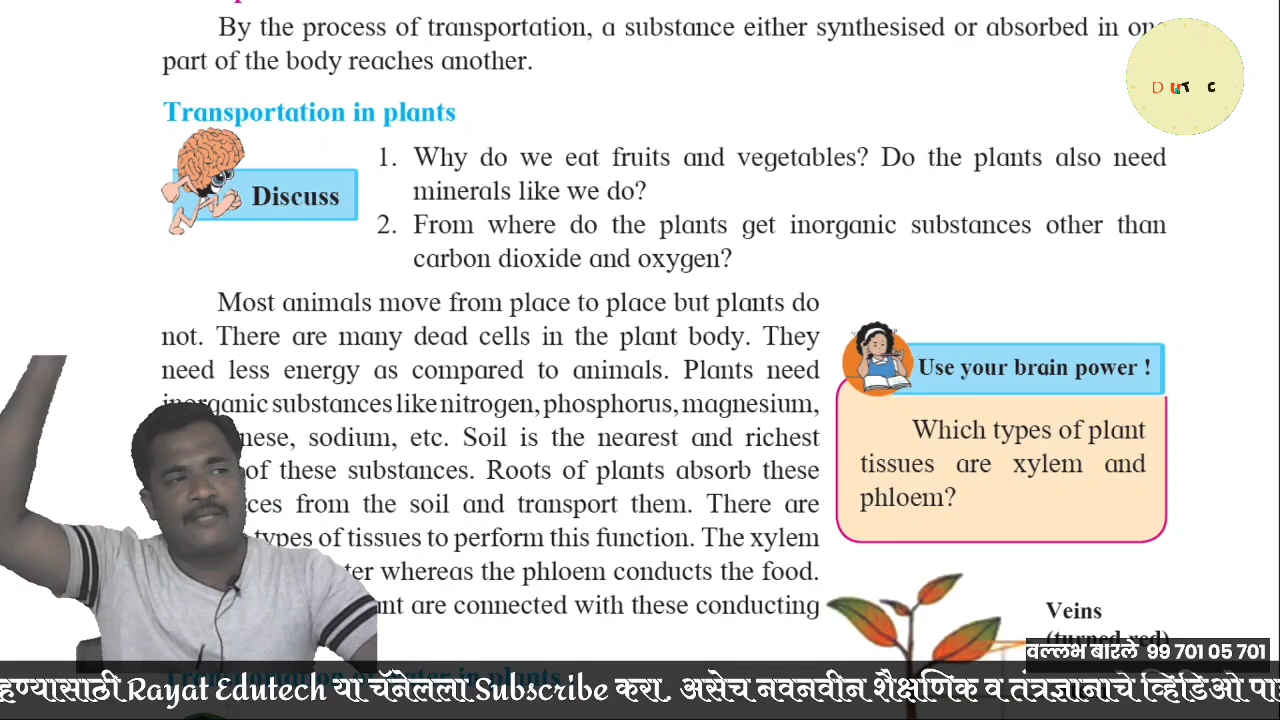 By the process of transportation, a substance either synthesised or absorbed in
part of the body reaches another.
Transportation in plants
Discuss
1. Why do we eat fruits and vegetables? Do the plants also need
minerals like we do?
2. From where do the plants get inorganic substances other than
carbon dioxide and oxygen?
Most animals move from place to place but plants do
not. There are many dead cells in the plant body. They
need less energy as compared to animals. Plants need
inorganic substances like nitrogen, phosphorus, magnesium,
nese, sodium, etc. Soil is the nearest and richest
of these substances. Roots of plants absorb these
ces from the soil and transport them. There are
types of tissues to perform this function. The xylem
ter whereas the phloem conducts the food.
nt are connected with these conducting
Use your brain power !
Which types of plant
tissues are xylem and
phloem?
Veins
(turned red)
वल्लभ बारले 99 701 05 701
हण्यासाठी Rayat Edutech या चॅनेलला Subscribe करा. असेच नवनवीन शैक्षणिक व तंत्रज्ञानाचे व्हिडिओ पा